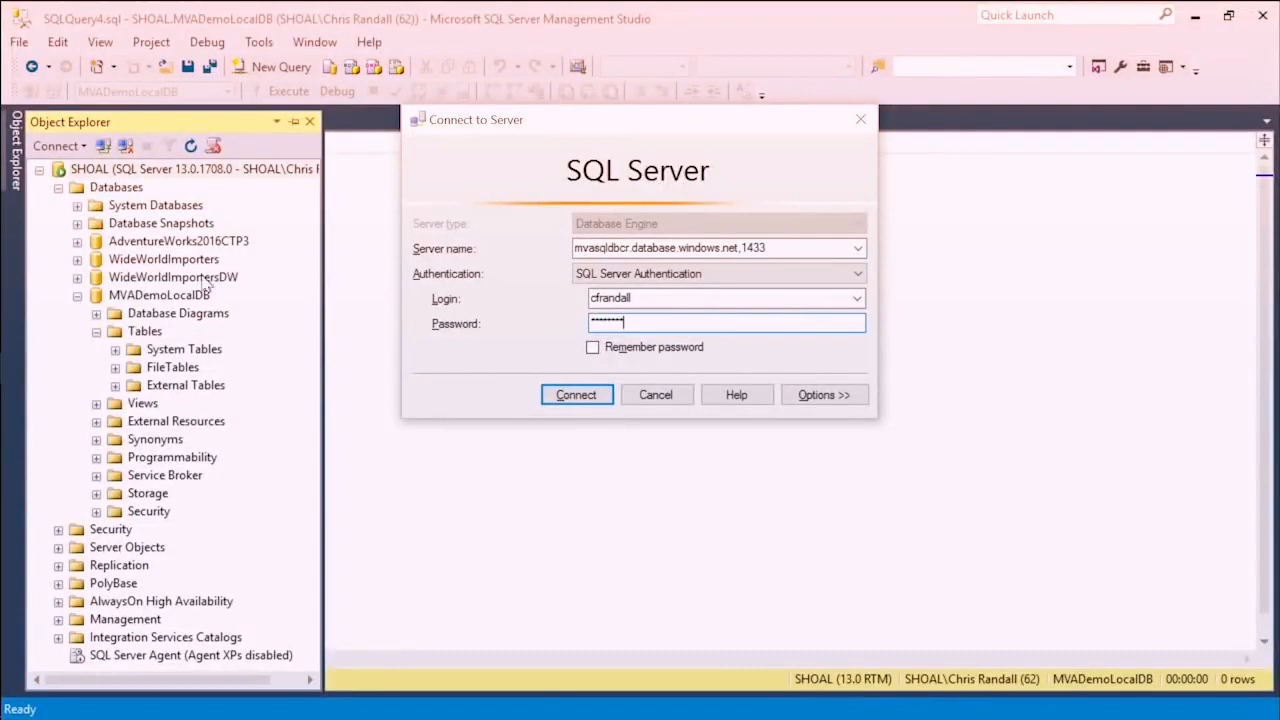 SQLQuery4.sql - SHOAL.MVADemoLocalDB (SHOAL\Chris Randall (62)) - Microsoft SQL Server Management Studio
Quick Launch
File Edit View Project Debug Tools Window Help
New Query
MVADemoLocalDB Execute Debug
Object Explorer
Object Explorer
Connect
SHOAL (SQL Server 13.0.1708.0 - SHOAL\Chris F
Databases
System Databases
Database Snapshots
AdventureWorks2016CTP3
WideWorldImporters
WideWorldImportersDW
MVADemoLocalDB
Database Diagrams
Tables
System Tables
FileTables
External Tables
Views
External Resources
Synonyms
Programmability
Service Broker
Storage
Security
Security
Server Objects
Replication
PolyBase
AlwaysOn High Availability
Management
Integration Services Catalogs
SQL Server Agent (Agent XPs disabled)
Connect to Server
SQL Server
Server type: Database Engine
Server name: mvasqldbcr.database.windows.net,1433
Authentication: SQL Server Authentication
Login: cfrandall
Password: ********
Remember password
Connect Cancel Help Options >>
SHOAL (13.0 RTM) SHOAL\Chris Randall (62) MVADemoLocalDB 00:00:00 0 rows
Ready